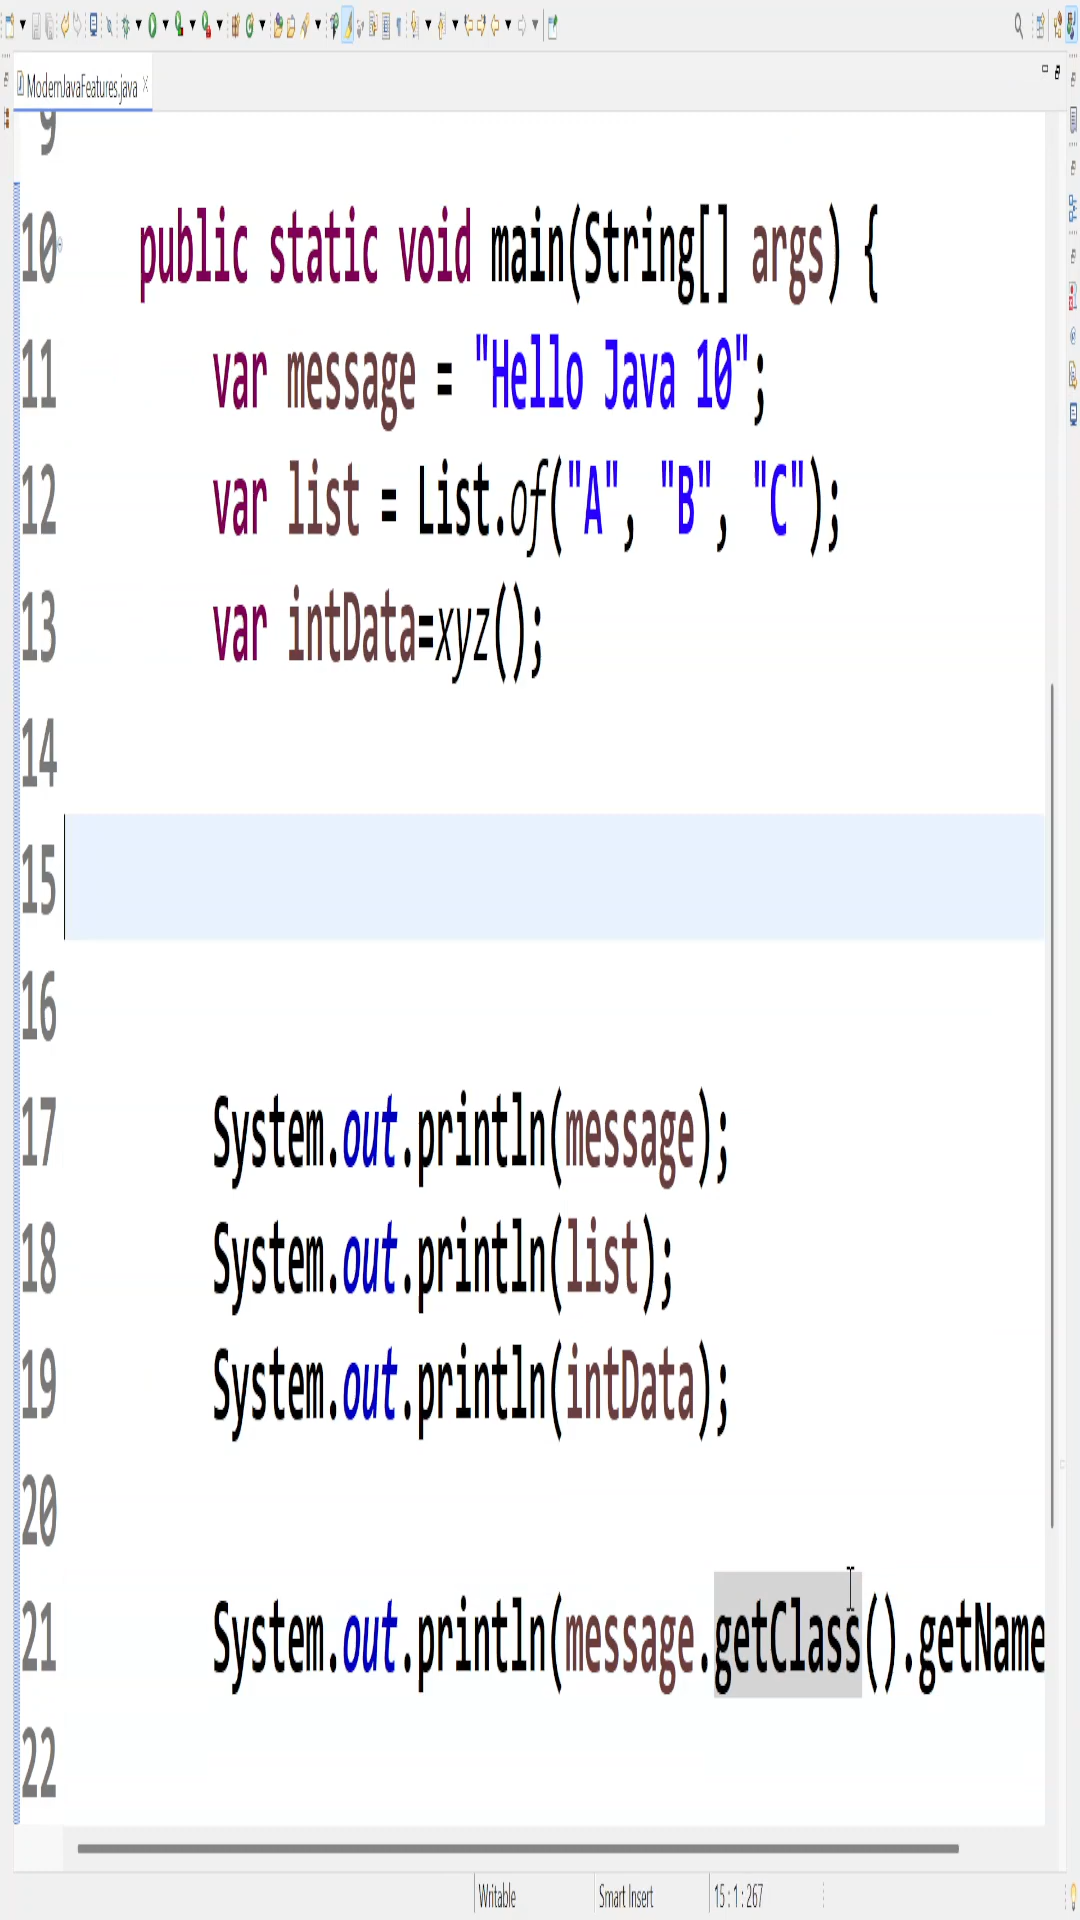 ModernJavaFeatures.java
9
10 public static void main(String[] args) {
11 var message = "Hello Java 10";
12 var list = List.of("A", "B", "C");
13 var intData=xyz();
14
15
16
17 System.out.println(message);
18 System.out.println(list);
19 System.out.println(intData);
20
21 System.out.println(message.getClass().getName
22
Writable Smart Insert 15 : 1 : 267